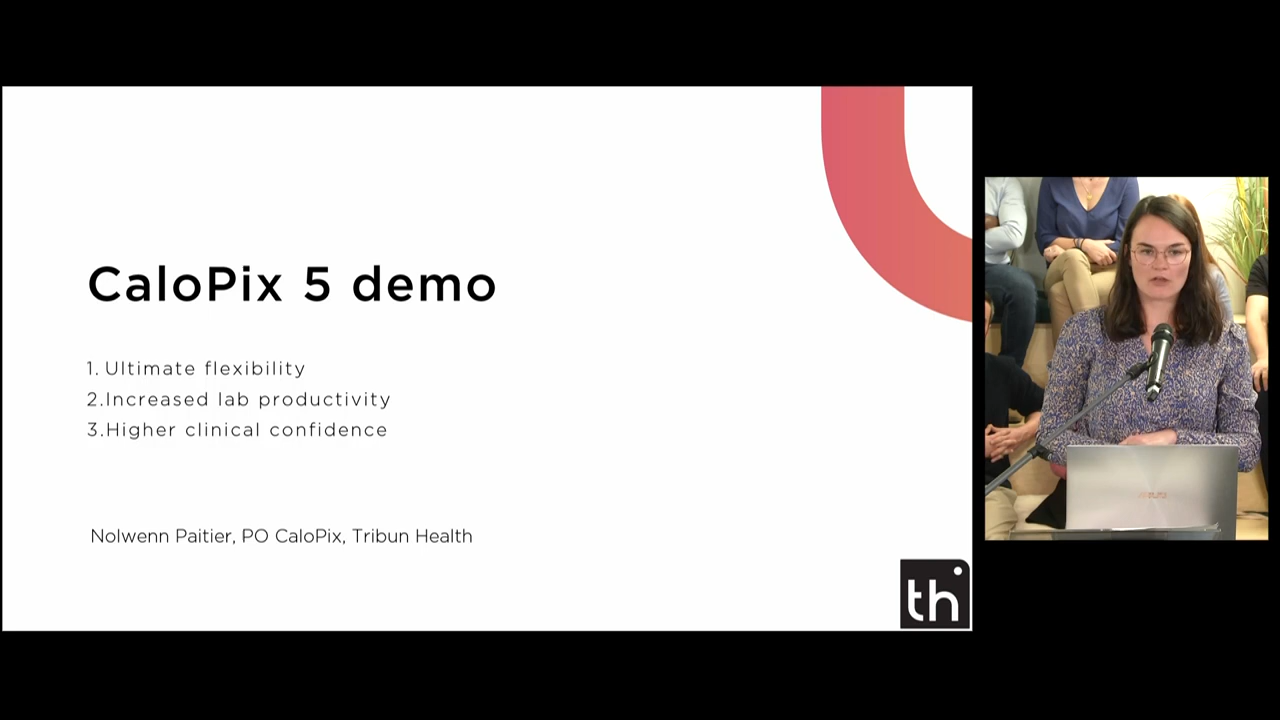 CaloPix 5 demo
1. Ultimate flexibility
2.Increased lab productivity
3.Higher clinical confidence
Nolwenn Paitier, PO CaloPix, Tribun Health
th